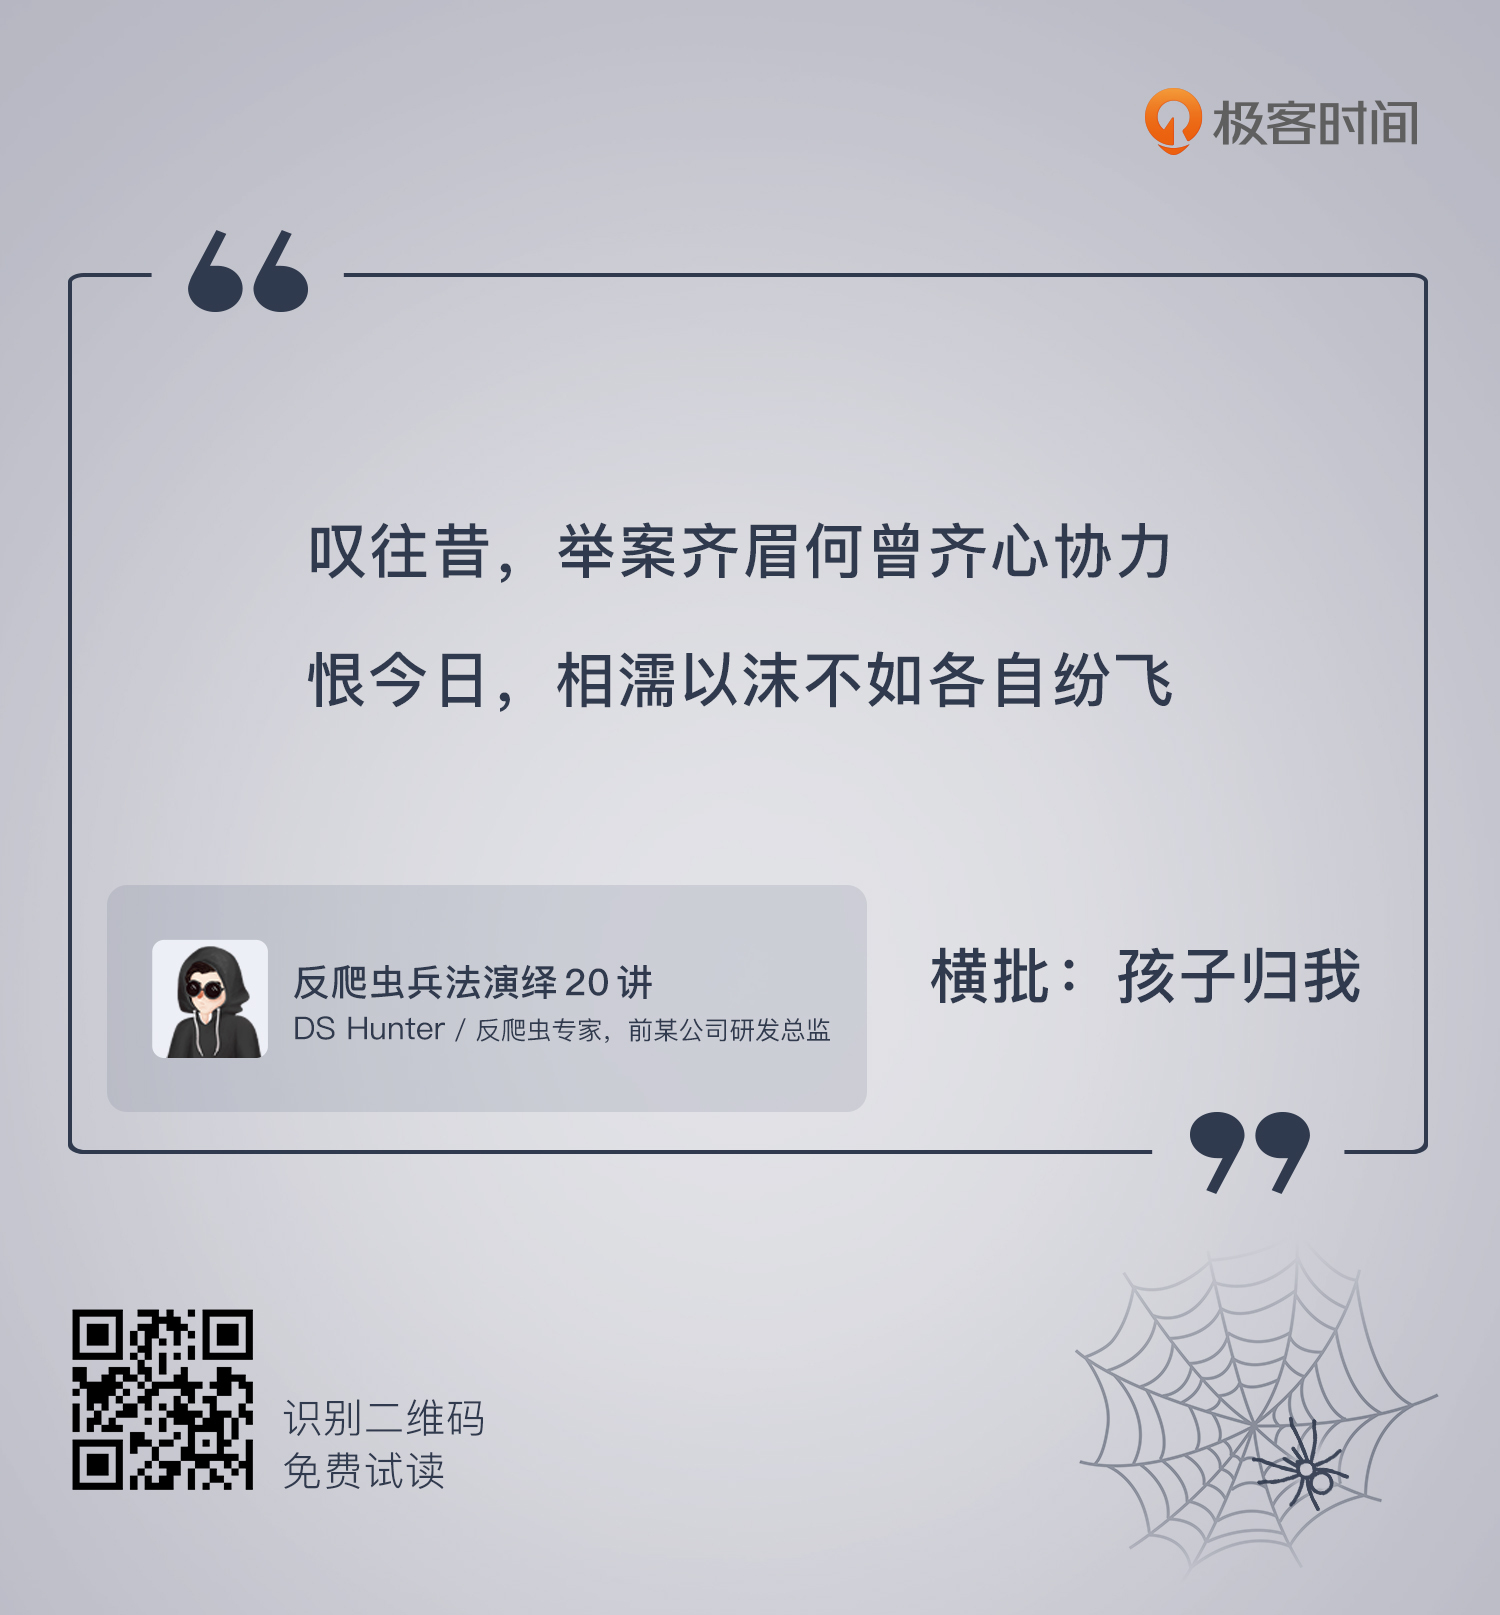 极客时间
叹往昔，举案齐眉何曾齐心协力
恨今日，相濡以沫不如各自纷飞
横批：孩子归我
反爬虫兵法演绎 20 讲
DS Hunter / 反爬虫专家，前某公司研发总监
识别二维码
免费试读